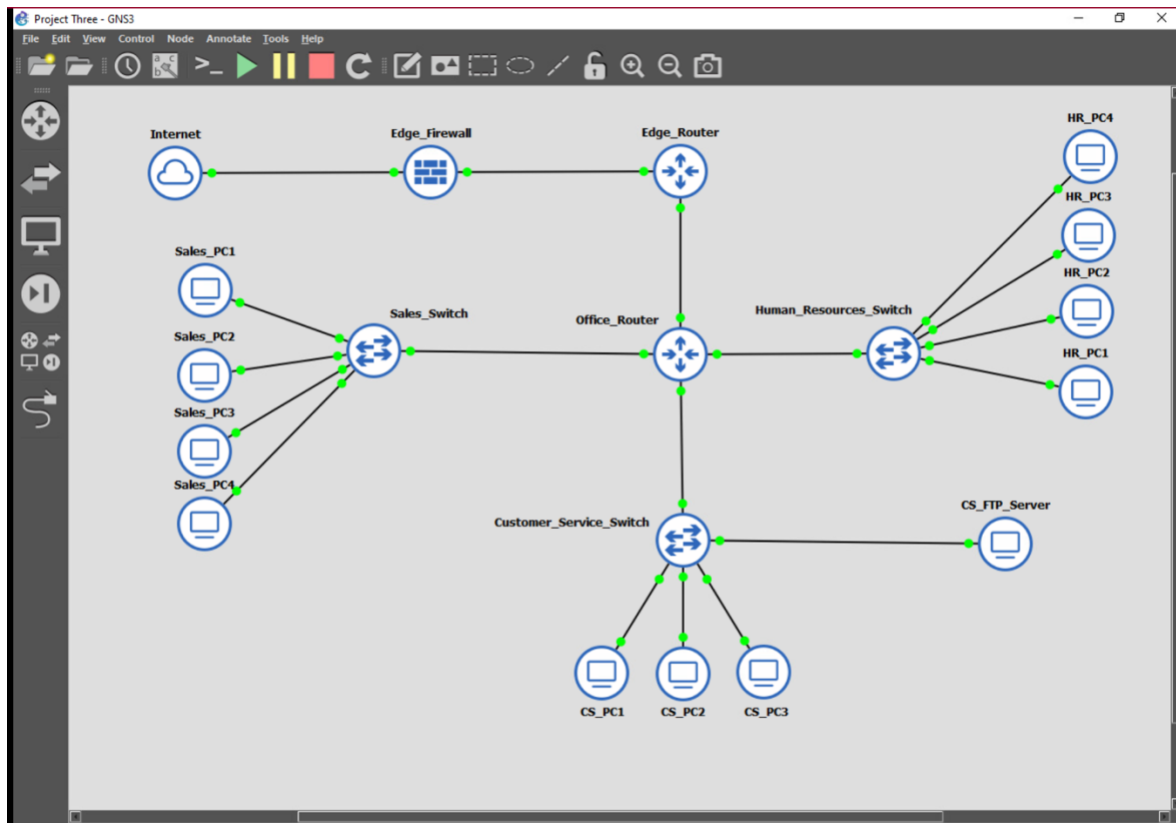 Project Three - GNS3
File Edit View Control Node Annotate Tools Help
Internet
Edge_Firewall
Edge_Router
HR_PC4
HR_PC3
Sales_PC1
HR_PC2
Sales_Switch
Office_Router
Human_Resources_Switch
Sales_PC2
HR_PC1
Sales_PC3
Sales_PC4
CS_FTP_Server
Customer_Service_Switch
CS_PC1
CS_PC2
CS_PC3